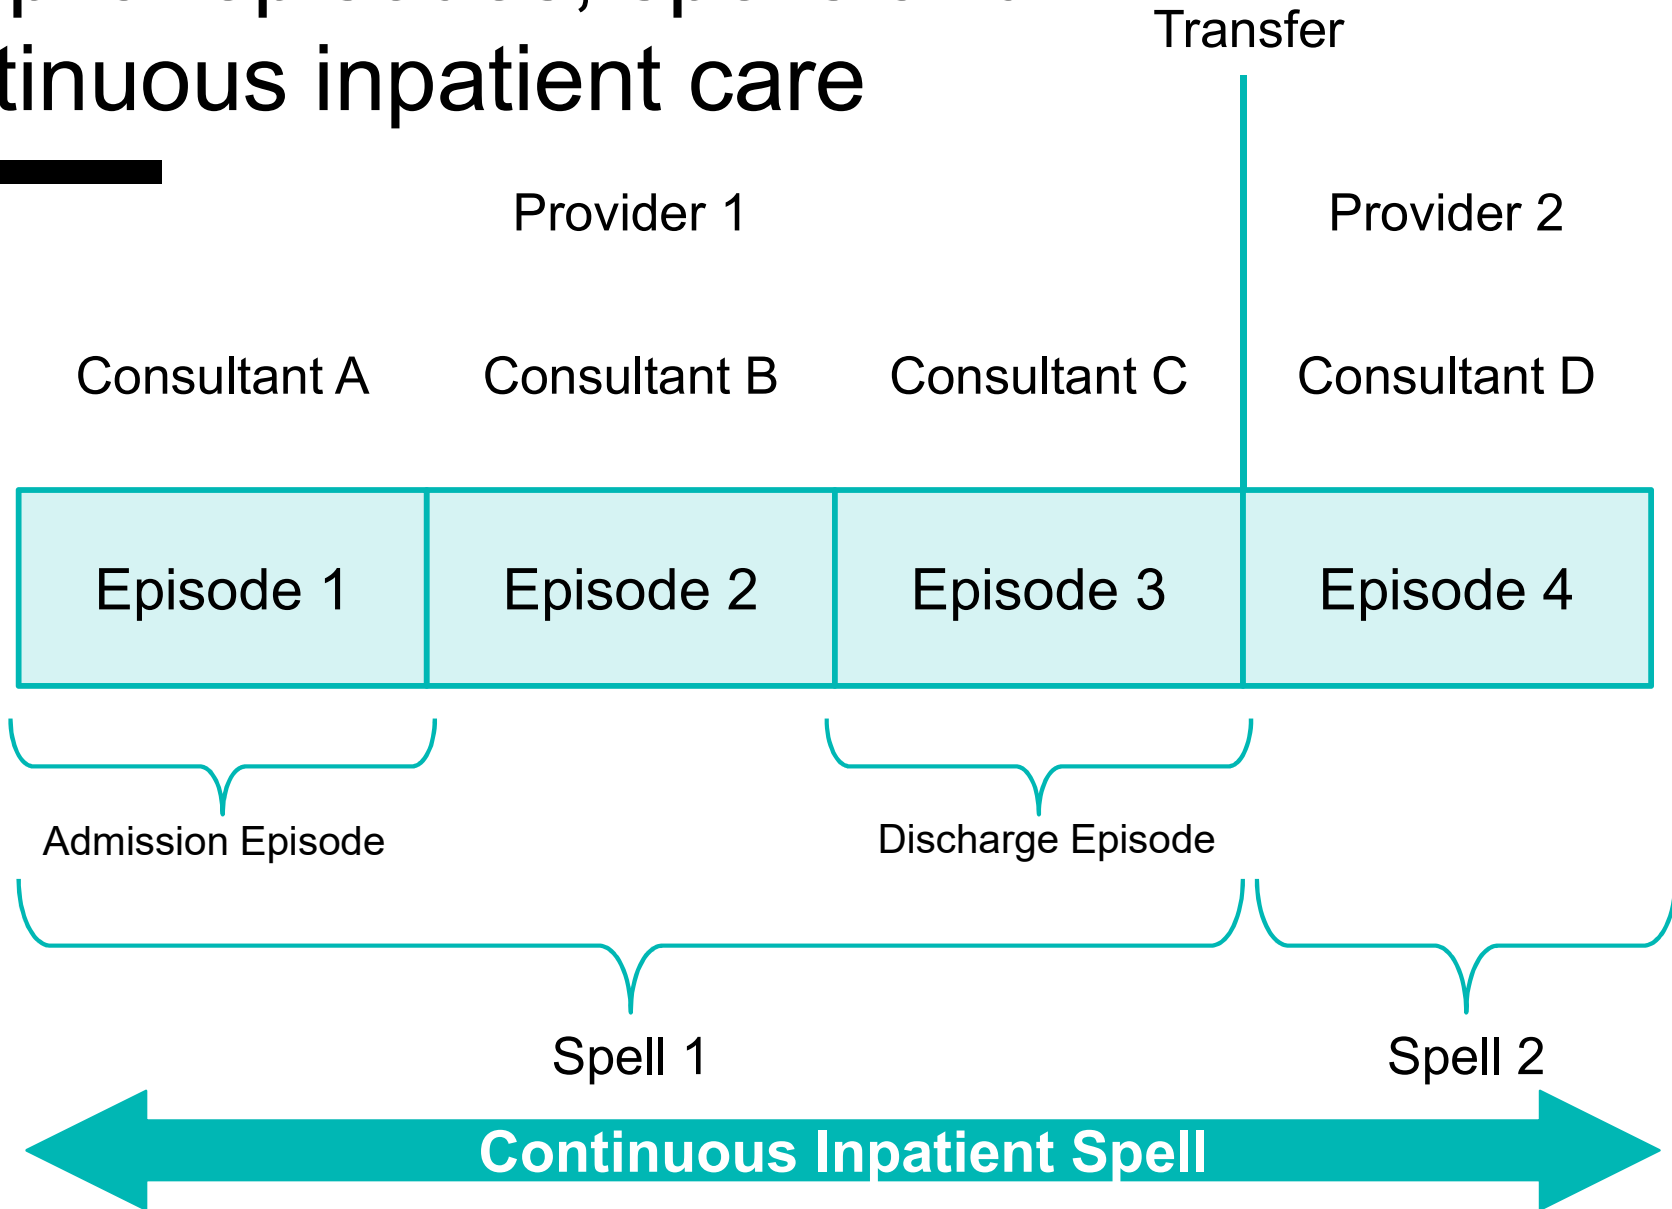 Transfer
tinuous inpatient care
Provider 1 Provider 2
Consultant A Consultant B Consultant C Consultant D
Episode 1 Episode 2 Episode 3 Episode 4
Admission Episode Discharge Episode
Spell 1 Spell 2
Continuous Inpatient Spell